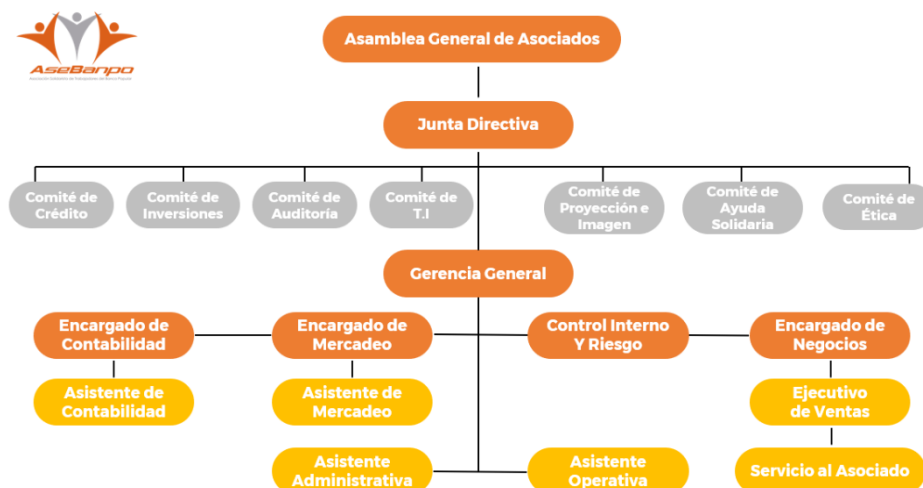 AseBanpo
Asamblea General de Asociados
Junta Directiva
Comité de
Crédito
Comité de
Inversiones
Comité de
Auditoría
Comité de
T.I
Comité de
Proyección e
Imagen
Comité de
Ayuda
Solidaria
Comité de
Ética
Gerencia General
Encargado de
Contabilidad
Encargado de
Mercadeo
Control Interno
Y Riesgo
Encargado de
Negocios
Asistente de
Contabilidad
Asistente de
Mercadeo
Ejecutivo
de Ventas
Asistente
Administrativa
Asistente
Operativa
Servicio al Asociado